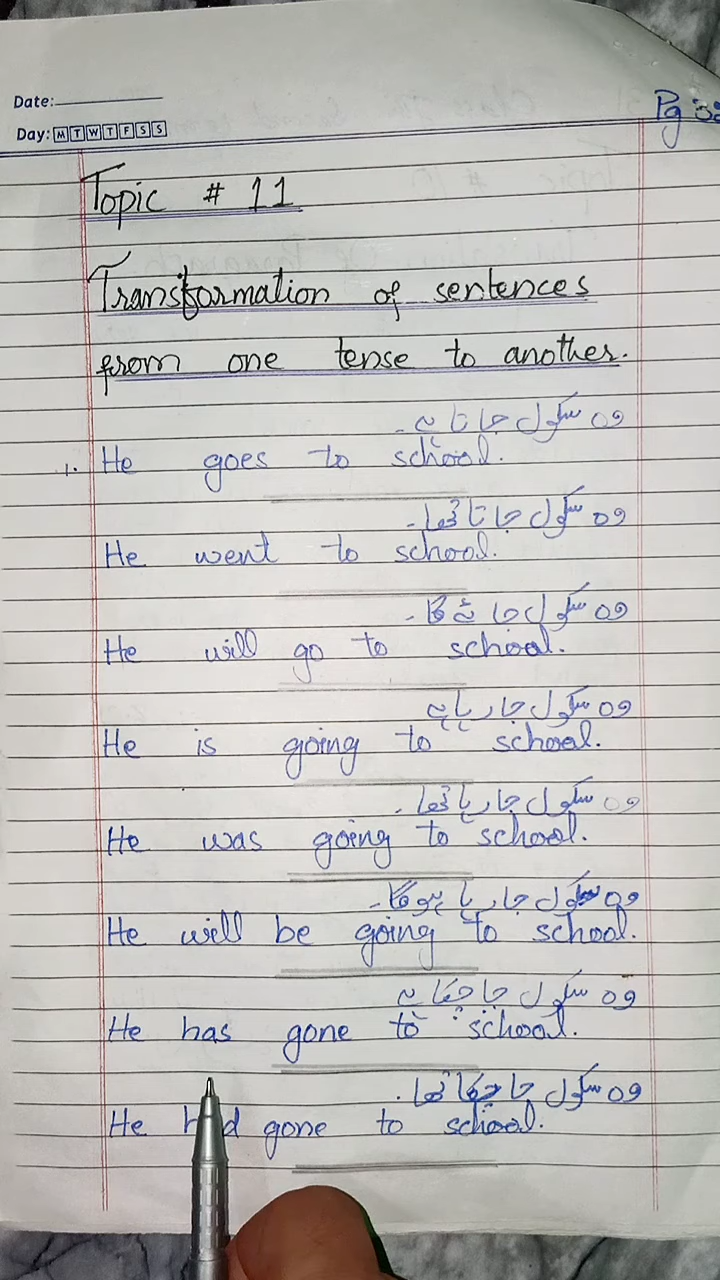 Date:
Pg
Day: M T W T F S S
Topic # 11
Transformation of sentences
from one tense to another.
وہ سکول جاتا ہے۔
1. He goes to school.
وہ سکول جاتا تھا۔
He went to school.
وہ سکول جائے گا۔
He will go to school.
وہ سکول جا رہا ہے
He is going to school.
وہ سکول جا رہا تھا۔
He was going to school.
وہ سکول جا رہا ہوگا۔
He will be going to school.
وہ سکول جا چکا ہے
He has gone to school.
وہ سکول جا چکا تھا۔
He had gone to school.